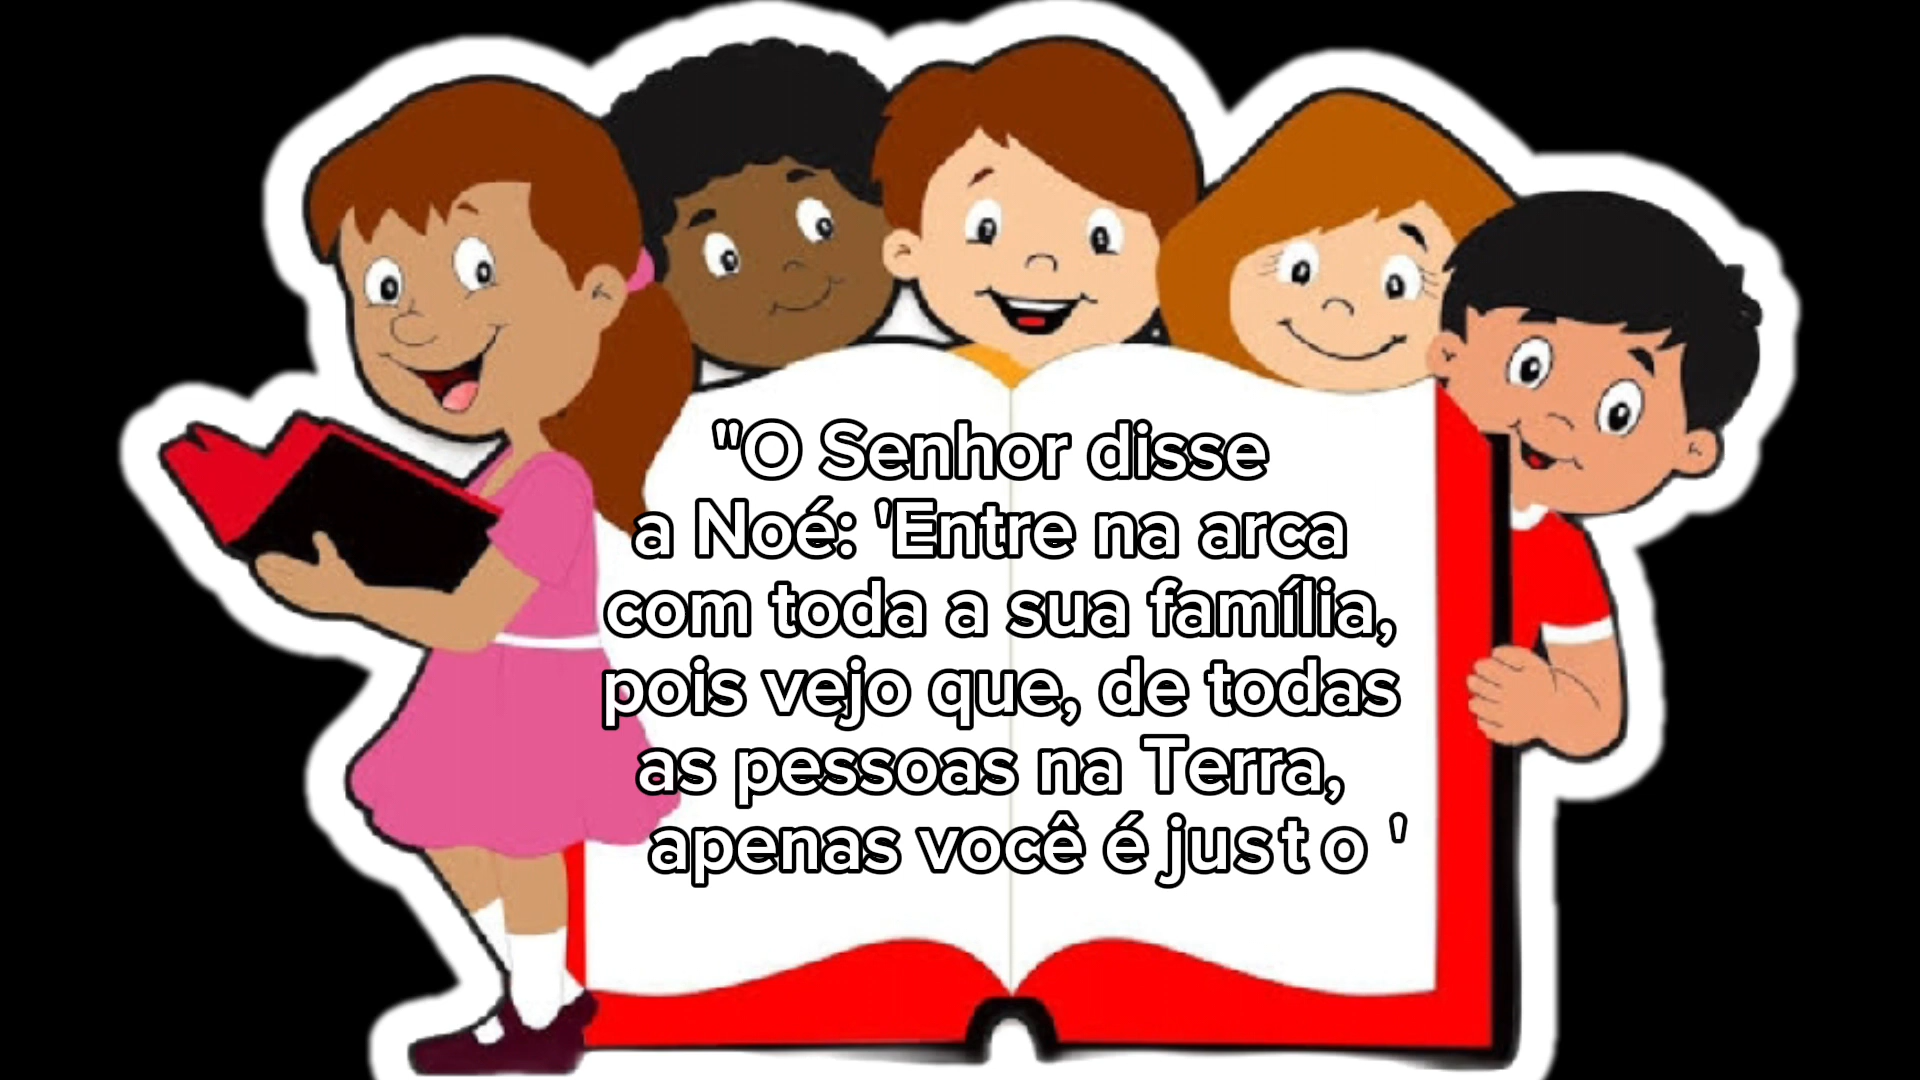 "O Senhor disse
a Noé: 'Entre na arca
com toda a sua família,
pois vejo que, de todas
as pessoas na Terra,
apenas você é justo '